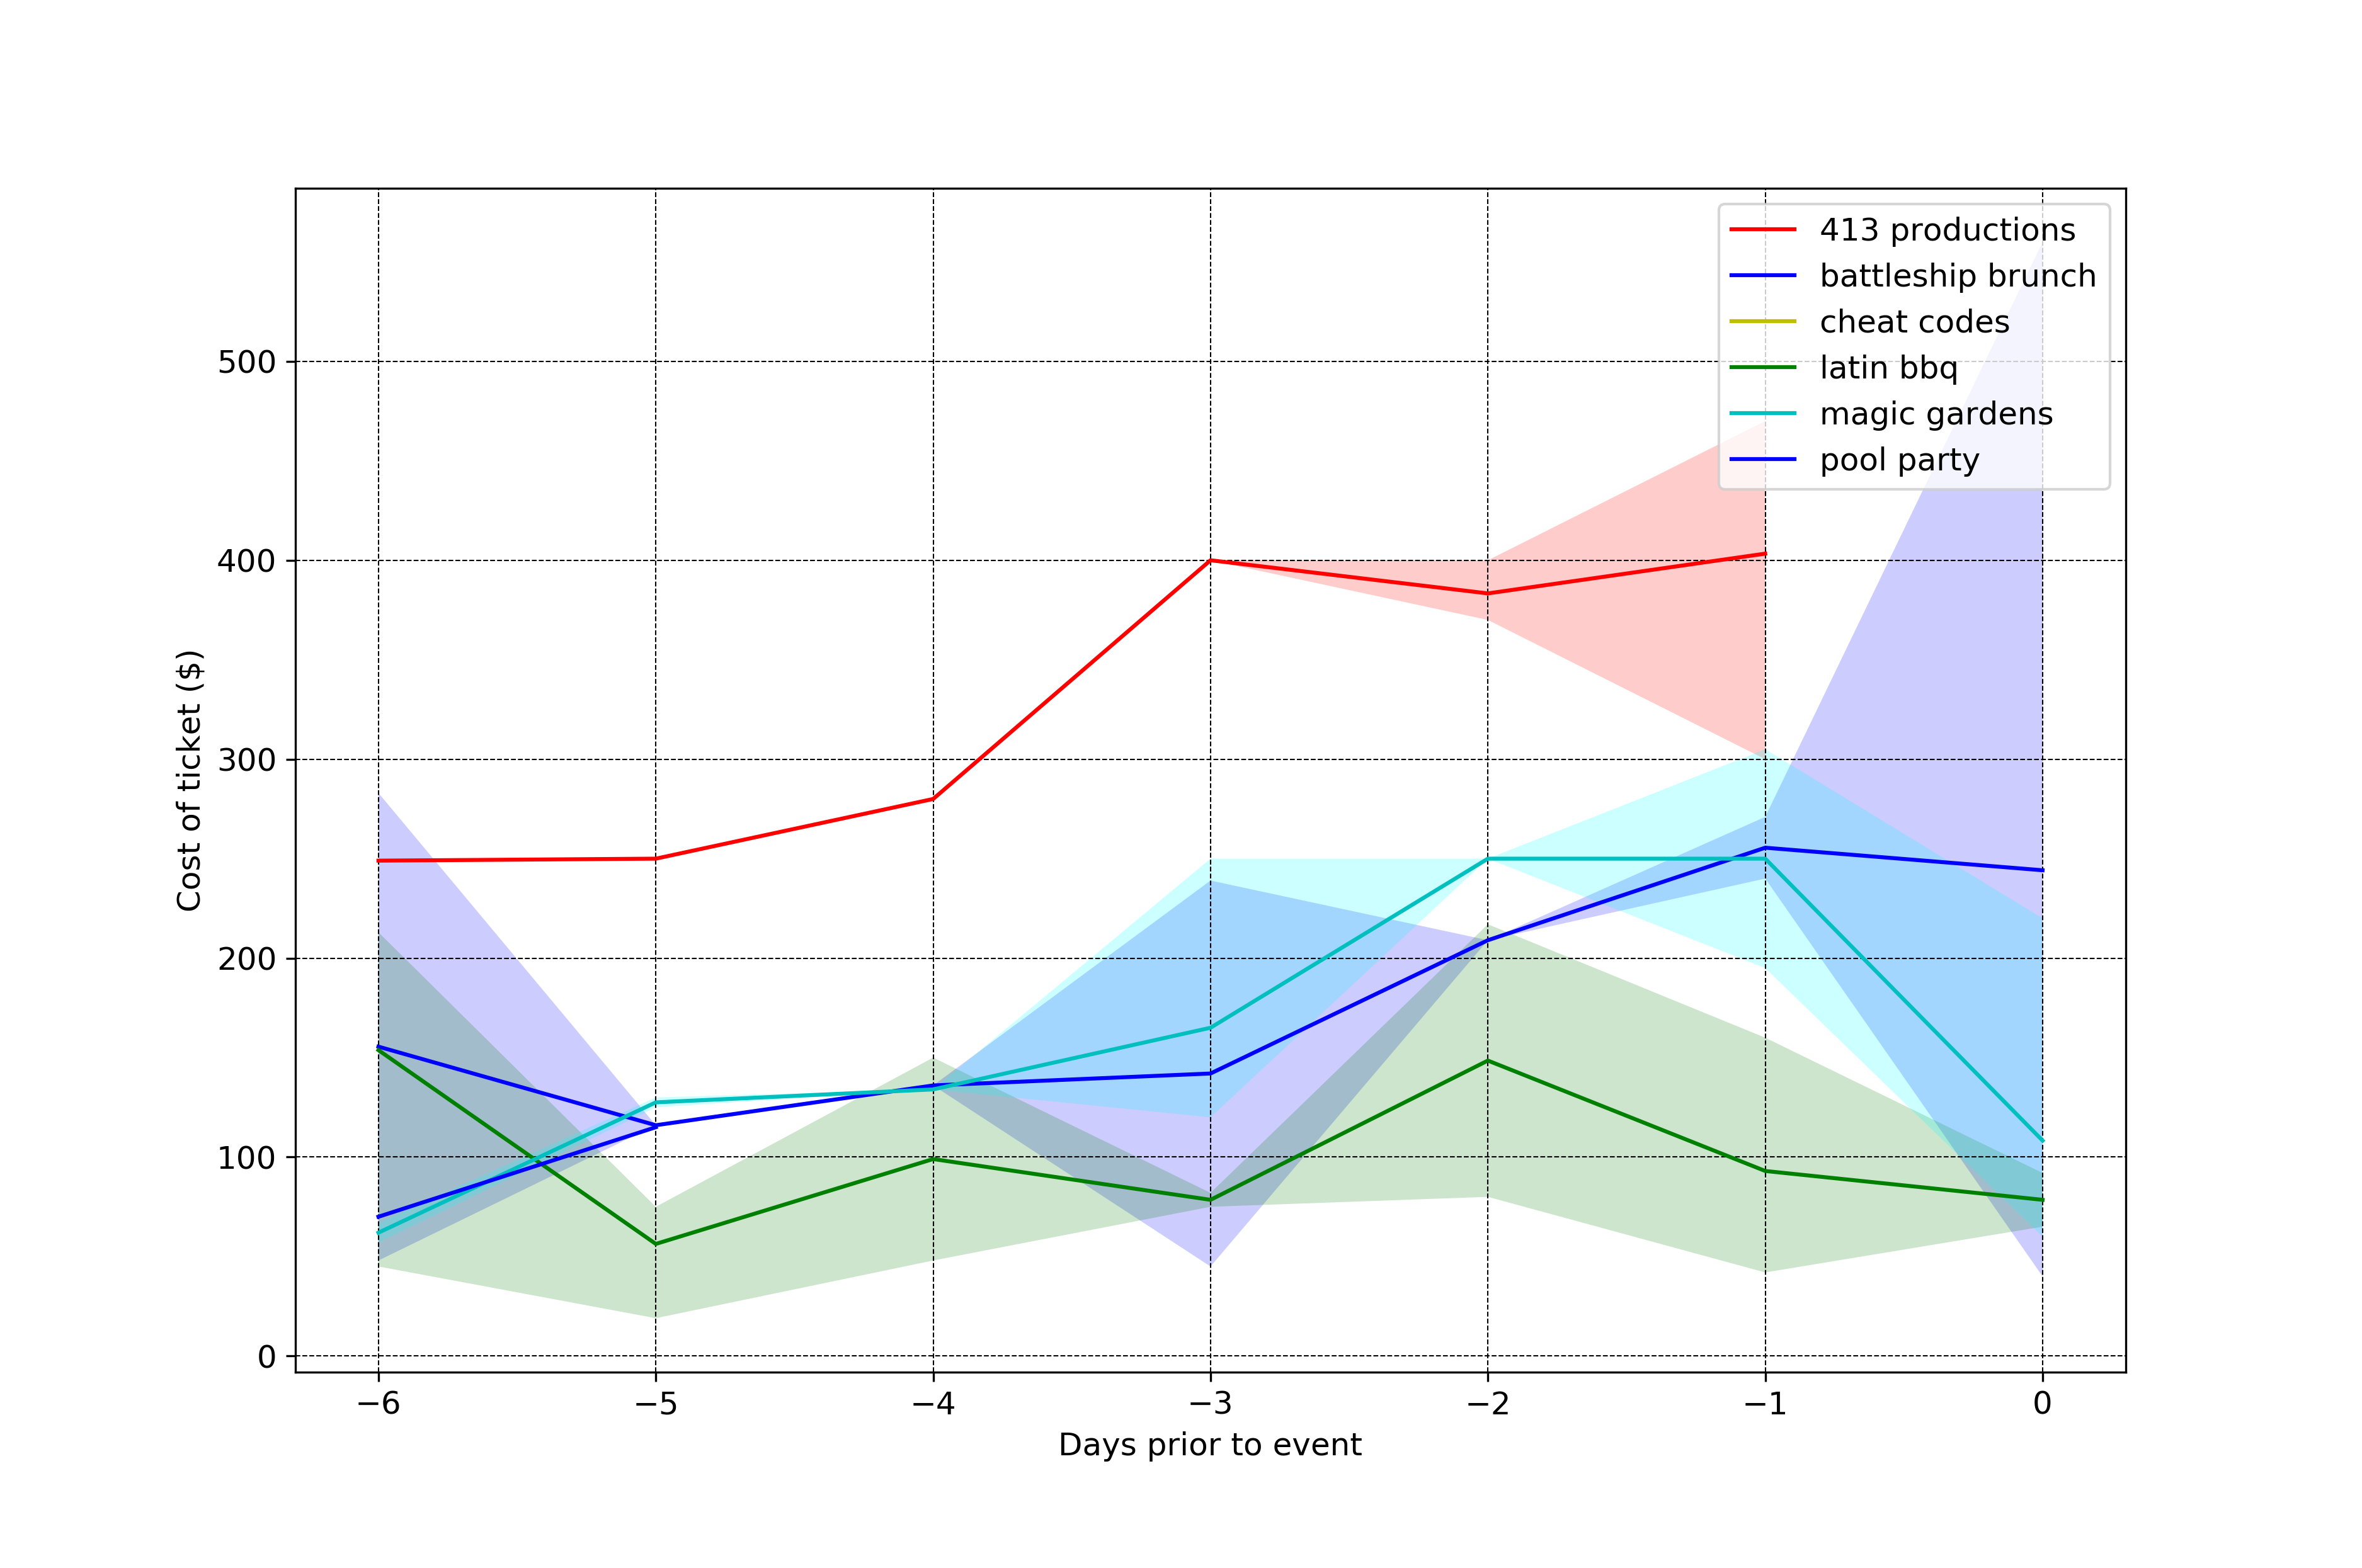 413 productions
battleship brunch
cheat codes
latin bbq
magic gardens
pool party
500
400
300
200
100
0
Cost of ticket ($)
−6 −5 −4 −3 −2 −1 0
Days prior to event